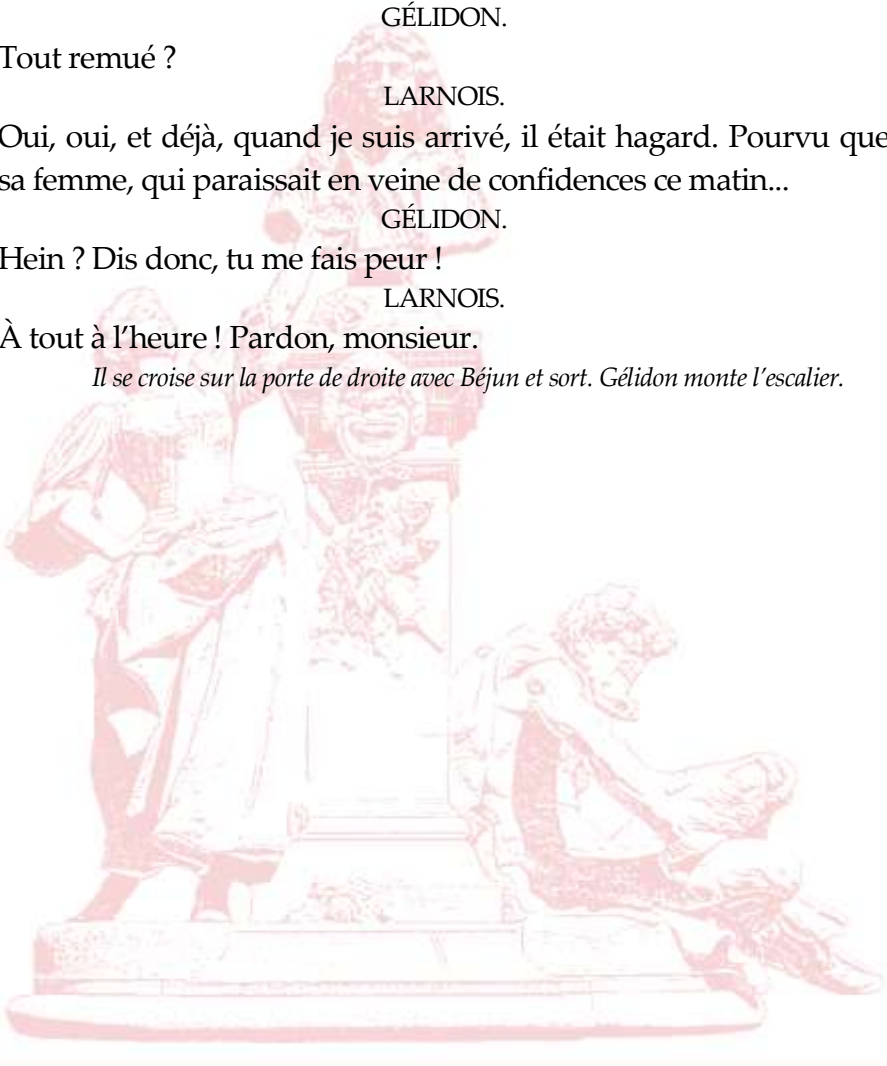 GÉLIDON.
Tout remué ?
LARNOIS.
Oui, oui, et déjà, quand je suis arrivé, il était hagard. Pourvu que
sa femme, qui paraissait en veine de confidences ce matin...
GÉLIDON.
Hein ? Dis donc, tu me fais peur !
LARNOIS.
À tout à l’heure ! Pardon, monsieur.
Il se croise sur la porte de droite avec Béjun et sort. Gélidon monte l’escalier.